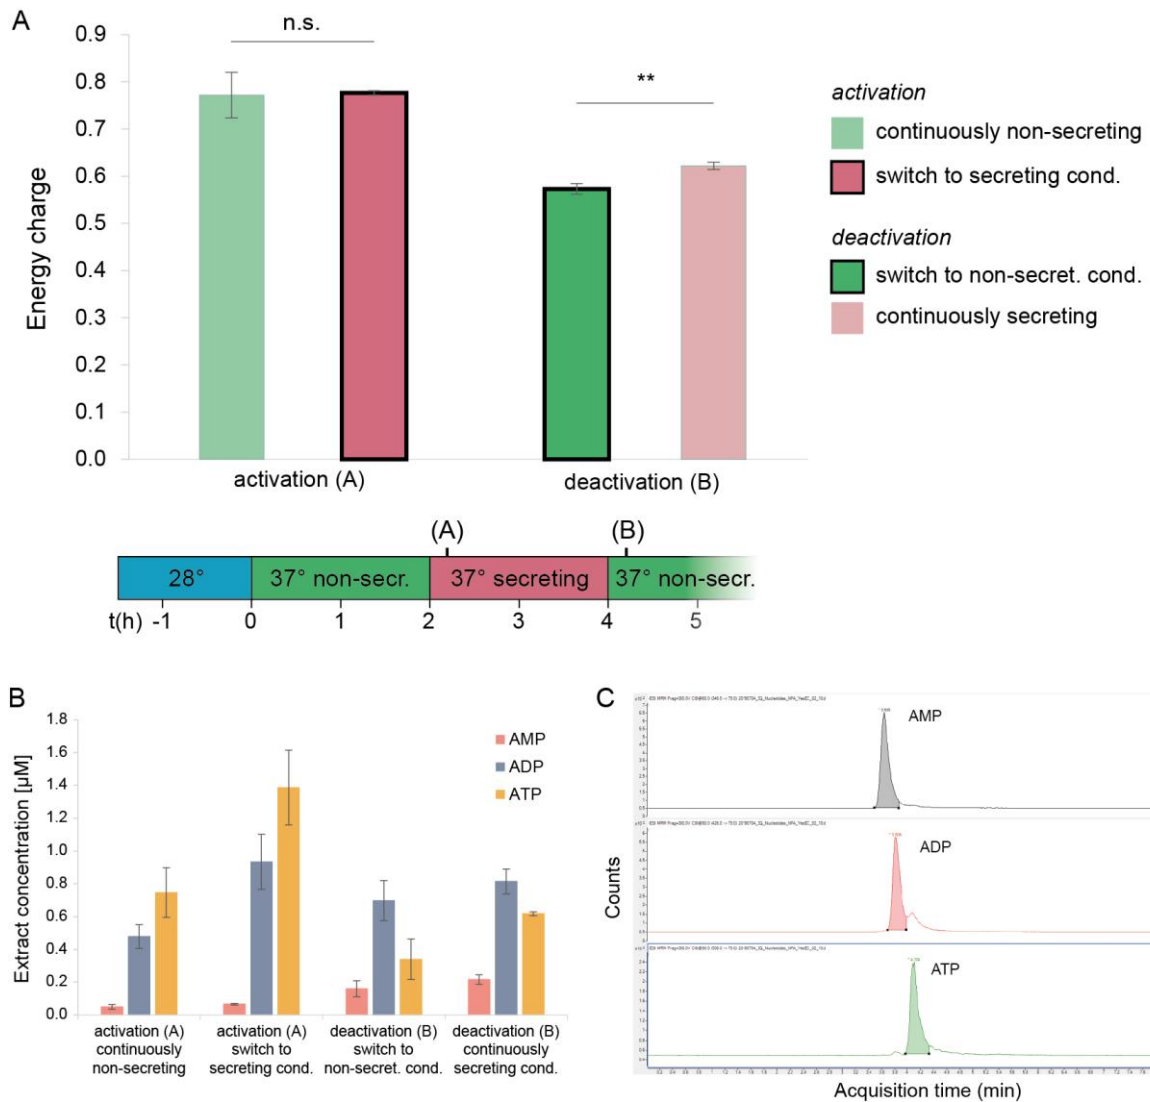 A
0.9
0.8
0.7
0.6
0.5
0.4
0.3
0.2
0.1
0.0
Energy charge
n.s.
**
activation (A)
deactivation (B)
activation
continuously non-secreting
switch to secreting cond.
deactivation
switch to non-secret. cond.
continuously secreting
(A)
(B)
28°
37° non-secr.
37° secreting
37° non-secr.
t(h) -1 0 1 2 3 4 5
B
1.8
1.6
1.4
1.2
1.0
0.8
0.6
0.4
0.2
0.0
Extract concentration [µM]
AMP
ADP
ATP
activation (A)
continuously
non-secreting
activation (A)
switch to
secreting cond.
deactivation (B)
switch to
non-secret. cond.
deactivation (B)
continuously
secreting cond.
C
Counts
AMP
ADP
ATP
Acquisition time (min)